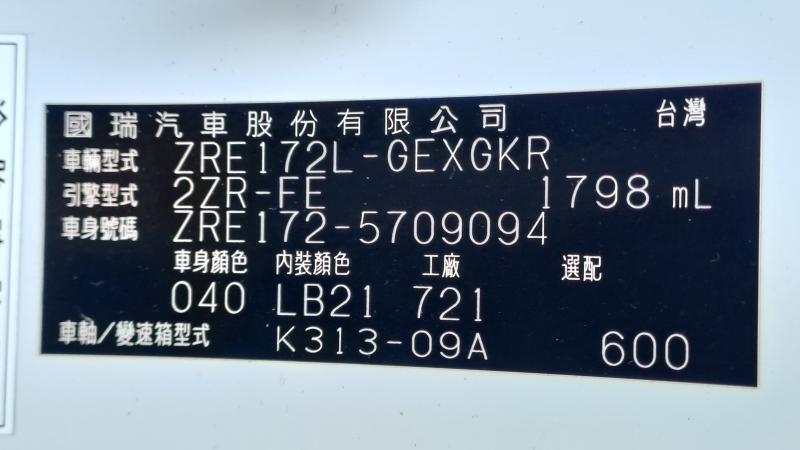 國瑞汽車股份有限公司 台灣
車輛型式 ZRE172L-GEXGKR
引擎型式 2ZR-FE 1798 mL
車身號碼 ZRE172-5709094
車身顏色 內裝顏色 工廠 選配
040 LB21 721
車軸/變速箱型式 K313-09A 600